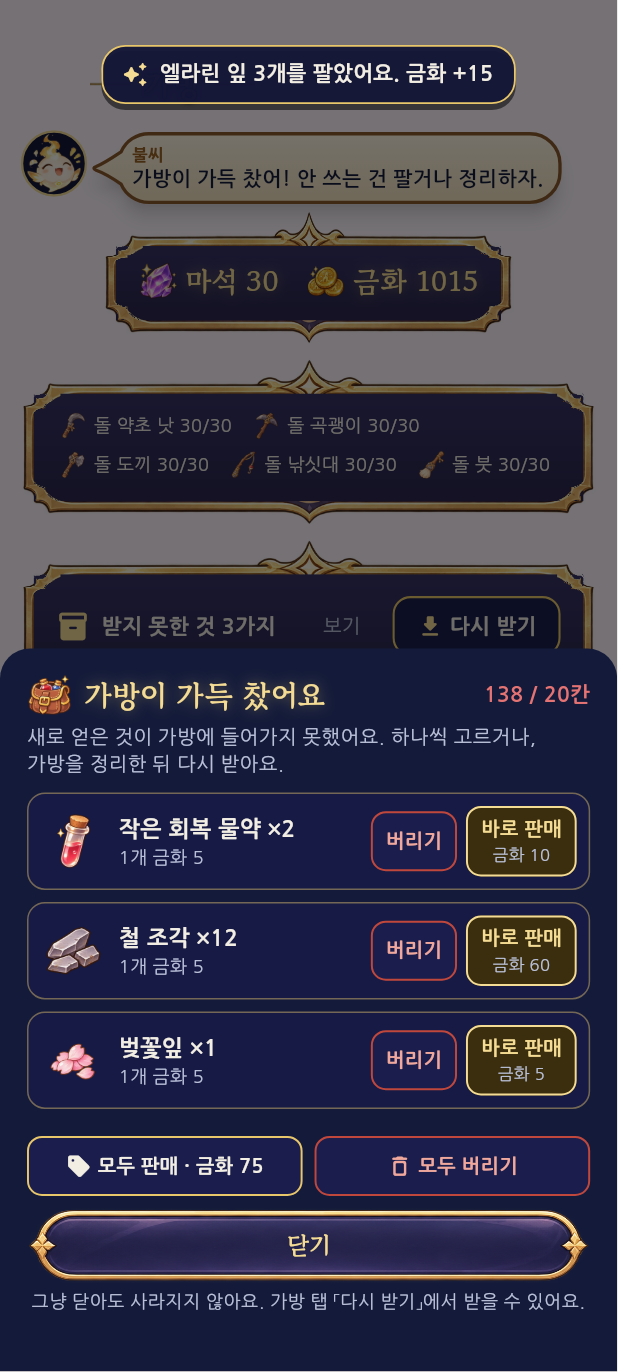 엘라린 잎 3개를 팔았어요. 금화 +15
불씨
가방이 가득 찼어! 안 쓰는 건 팔거나 정리하자.
마석 30 금화 1015
돌 약초 낫 30/30 돌 곡괭이 30/30
돌 도끼 30/30 돌 낚싯대 30/30 돌 붓 30/30
받지 못한 것 3가지 보기 다시 받기
가방이 가득 찼어요 138 / 20칸
새로 얻은 것이 가방에 들어가지 못했어요. 하나씩 고르거나,
가방을 정리한 뒤 다시 받아요.
작은 회복 물약 ×2
1개 금화 5
버리기
바로 판매
금화 10
철 조각 ×12
1개 금화 5
버리기
바로 판매
금화 60
벚꽃잎 ×1
1개 금화 5
버리기
바로 판매
금화 5
모두 판매 · 금화 75 모두 버리기
닫기
그냥 닫아도 사라지지 않아요. 가방 탭 「다시 받기」에서 받을 수 있어요.